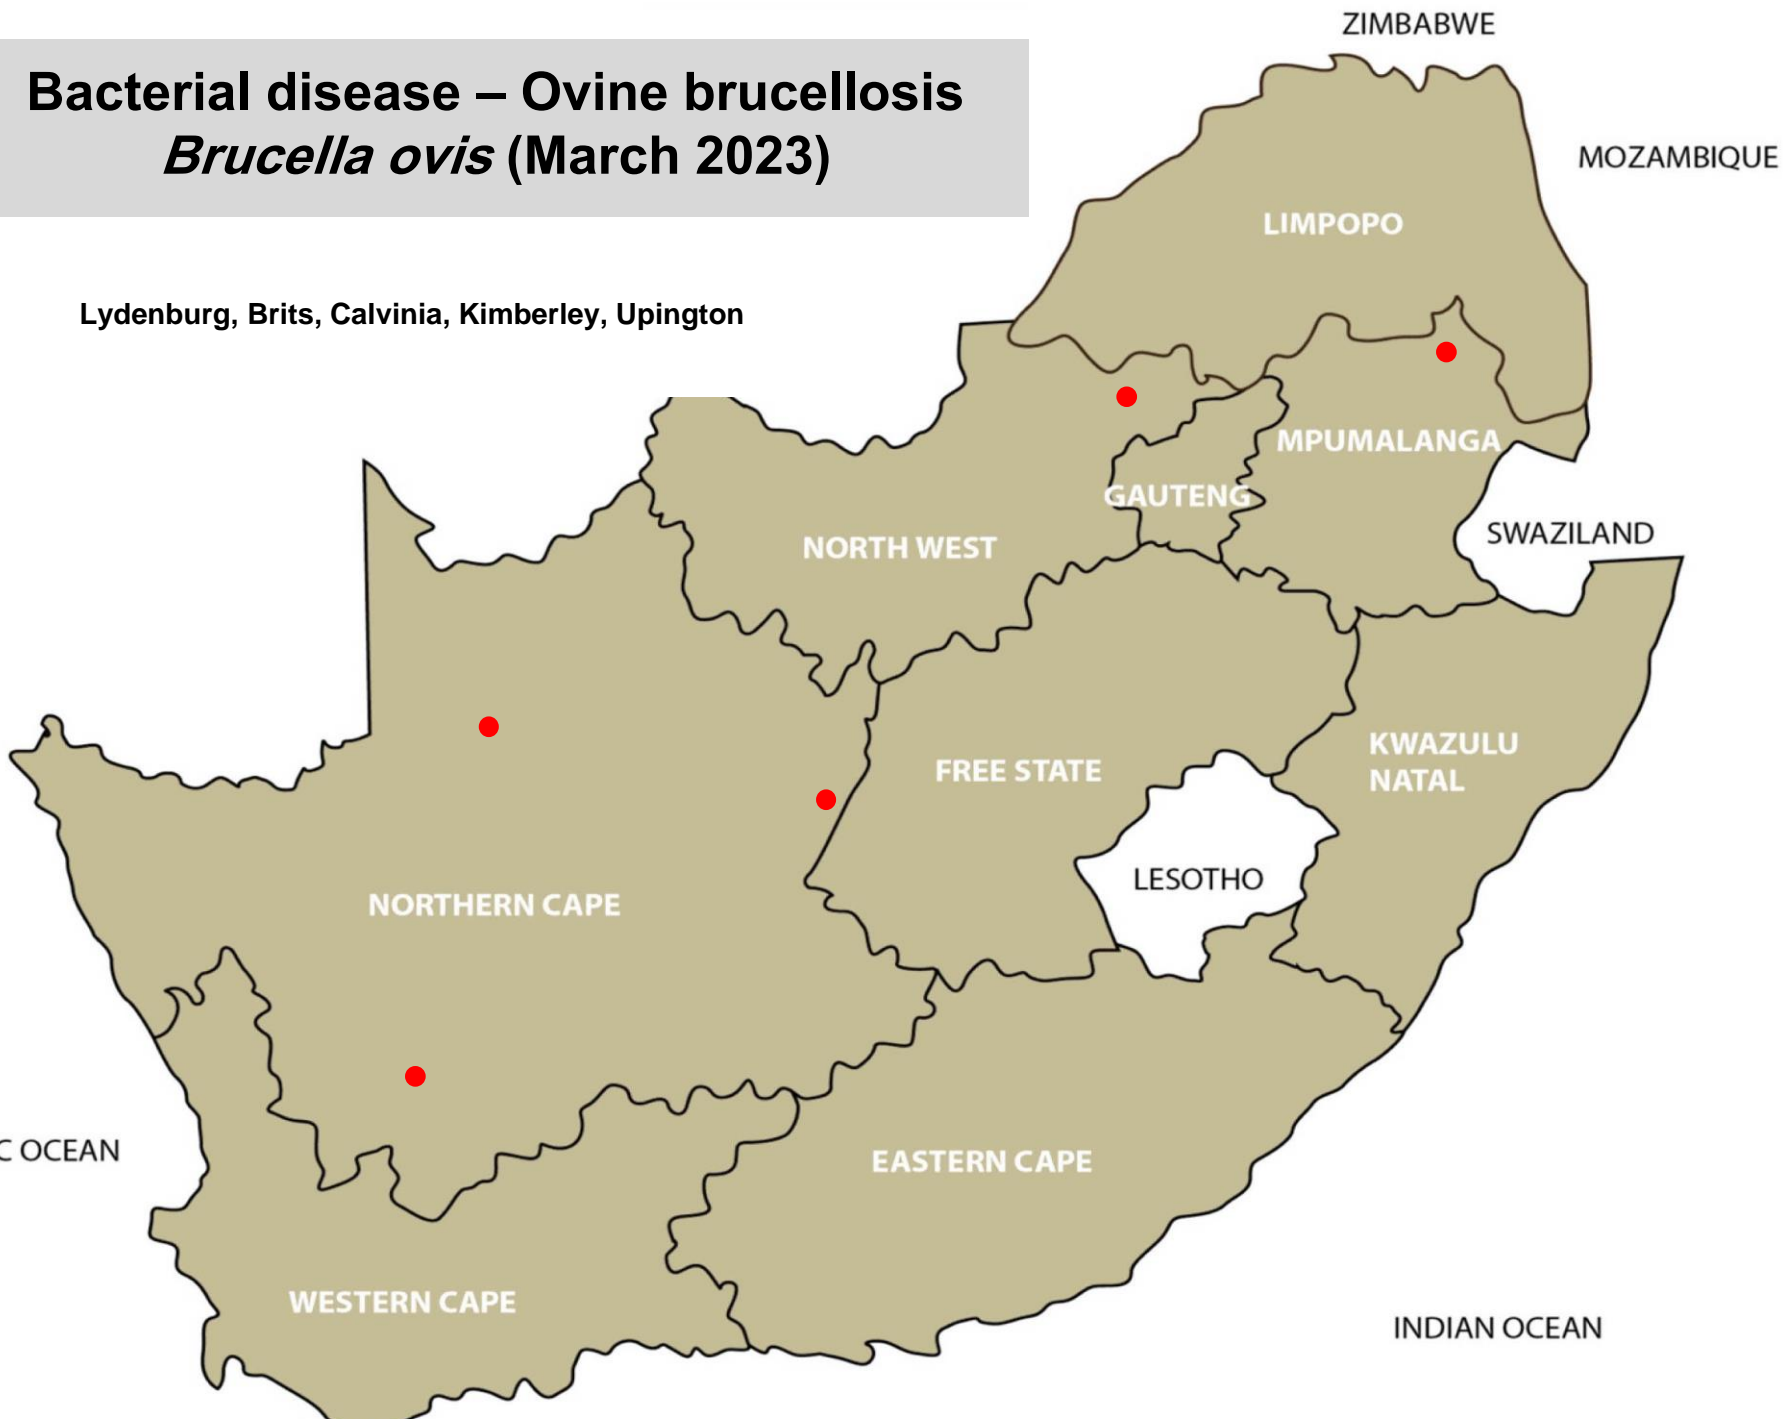 ZIMBABWE
Bacterial disease – Ovine brucellosis
Brucella ovis (March 2023)
MOZAMBIQUE
LIMPOPO
Lydenburg, Brits, Calvinia, Kimberley, Upington
MPUMALANGA
GAUTENG
SWAZILAND
NORTH WEST
KWAZULU
NATAL
FREE STATE
LESOTHO
NORTHERN CAPE
C OCEAN
EASTERN CAPE
WESTERN CAPE
INDIAN OCEAN